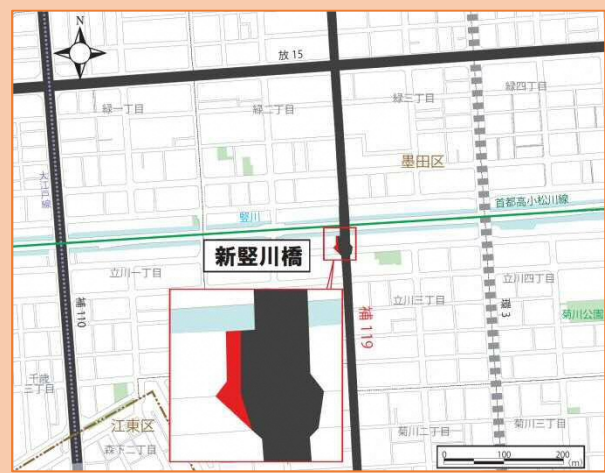 放 15
緑一丁目
緑二丁目
緑三丁目
緑四丁目
墨田区
大江戸線
首都高小松川線
竪川
新竪川橋
立川一丁目
立川三丁目
立川四丁目
補 110
補 119
環 3
菊川公園
千歳三丁目
江東区
森下二丁目
菊川二丁目
菊川三丁目
0 100 200
(m)